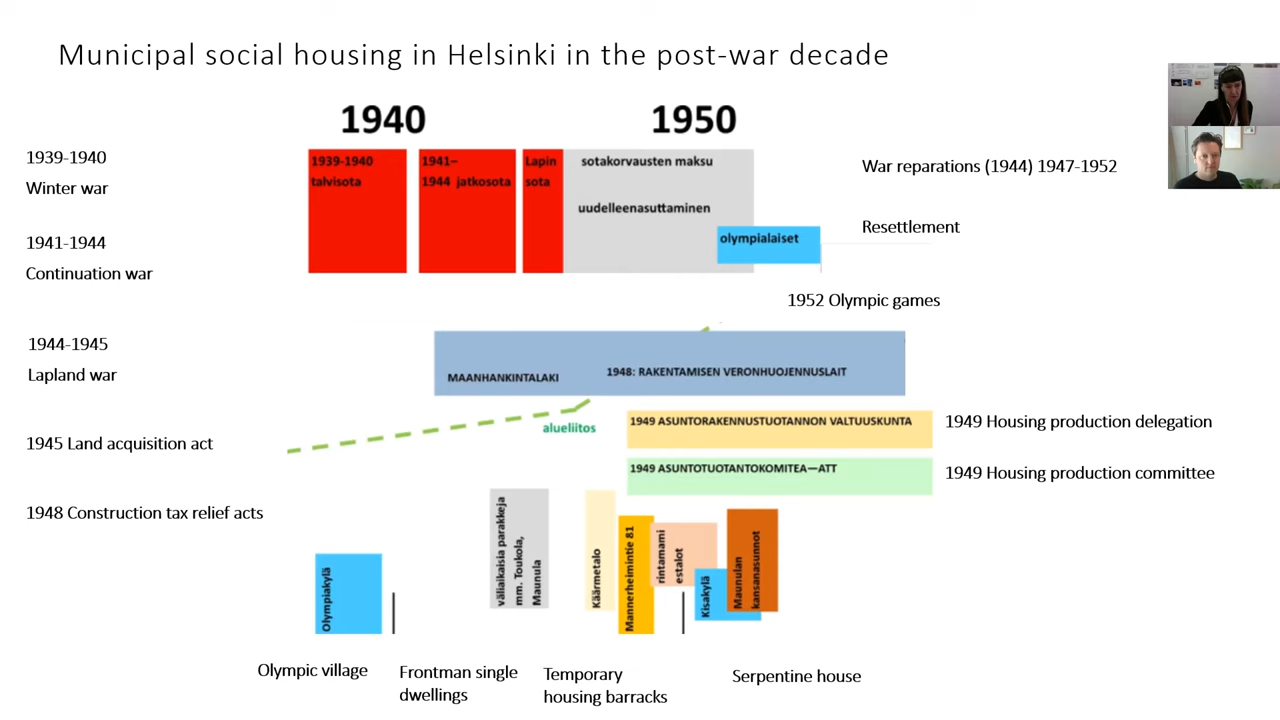 Municipal social housing in Helsinki in the post-war decade
1940
1950
1939-1940
Winter war
1941-1944
Continuation war
1939-1940
talvisota
1941–
1944 jatkosota
Lapin
sota
sotakorvausten maksu
uudelleenasuttaminen
olympialaiset
War reparations (1944) 1947-1952
Resettlement
1952 Olympic games
1944-1945
Lapland war
MAANHANKINTALAKI
1948: RAKENTAMISEN VERONHUOJENNUSLAIT
1945 Land acquisition act
alueliitos
1949 ASUNTORAKENNUSTUOTANNON VALTUUSKUNTA
1949 Housing production delegation
1949 ASUNTOTUOTANTOKOMITEA—ATT
1949 Housing production committee
1948 Construction tax relief acts
Olympiakylä
väliaikaisia parakkeja
mm. Toukola,
Maunula
Käärmetalo
Mannerheimintie 81
rintamami
estalot
Kisakylä
Maunulan
kansanasunnot
Olympic village
Frontman single
dwellings
Temporary
housing barracks
Serpentine house